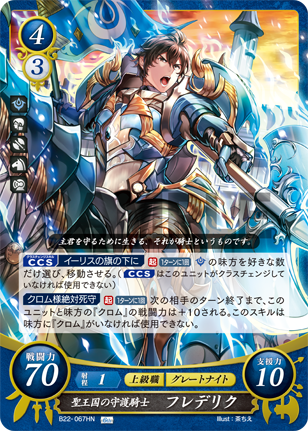 4
3
主君を守るために生きる、それが騎士というものです。
クラスチェンジスキル
CCS イーリスの旗の下に 起 1ターンに1回 の味方を好きな数
だけ選び、移動させる。（CCSはこのユニットがクラスチェンジして
いなければ使用できない）
クロム様絶対死守 起 1ターンに1回 次の相手のターン終了まで、この
ユニットと味方の『クロム』の戦闘力は＋10される。このスキルは
味方に『クロム』がいなければ使用できない。
戦闘力
70
射程 1 上級職 グレートナイト
支援力
10
聖王国の守護騎士 フレデリク
B22-067HN
Illust：茶ちえ